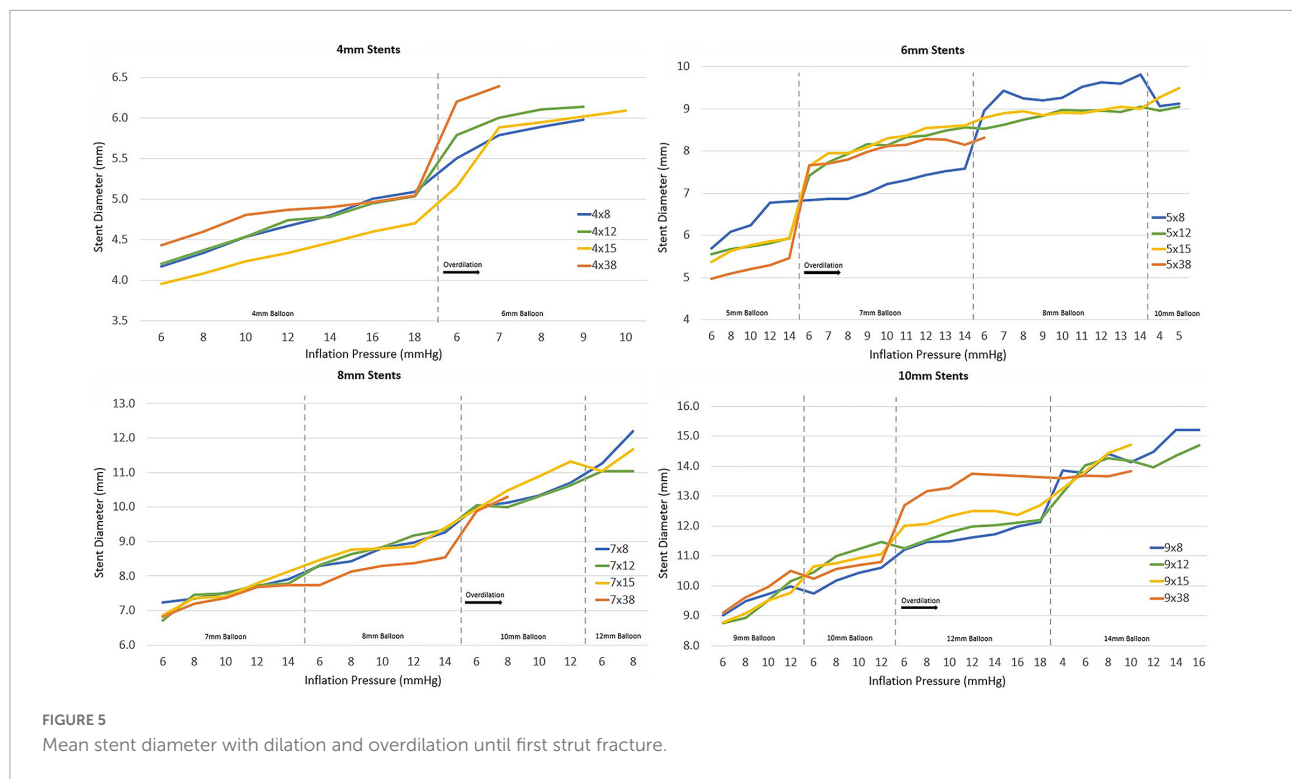 4mm Stents
6.5
6.0
5.5
5.0
4.5
4.0
3.5
Stent Diameter (mm)
4x8
4x12
4x15
4x38
Overdilation
4mm Balloon
6mm Balloon
6 8 10 12 14 16 18 6 7 8 9 10
Inflation Pressure (mmHg)
6mm Stents
10
9
8
7
6
5
4
Stent Diameter (mm)
5x8
5x12
5x15
5x38
Overdilation
5mm Balloon
7mm Balloon
8mm Balloon
10mm Balloon
6 8 10 12 14 6 7 8 9 10 11 12 13 14 6 7 8 9 10 11 12 13 14 4 5
Inflation Pressure (mmHg)
8mm Stents
13.0
12.0
11.0
10.0
9.0
8.0
7.0
6.0
Stent Diameter (mm)
7x8
7x12
7x15
7x38
Overdilation
7mm Balloon
8mm Balloon
10mm Balloon
12mm Balloon
6 8 10 12 14 6 8 10 12 14 6 8 10 12 6 8
Inflation Pressure (mmHg)
10mm Stents
16.0
15.0
14.0
13.0
12.0
11.0
10.0
9.0
8.0
Stent Diameter (mm)
9x8
9x12
9x15
9x38
Overdilation
9mm Balloon
10mm Balloon
12mm Balloon
14mm Balloon
6 8 10 12 6 8 10 12 6 8 10 12 14 16 18 4 6 8 10 12 14 16
Inflation Pressure (mmHg)
FIGURE 5
Mean stent diameter with dilation and overdilation until first strut fracture.